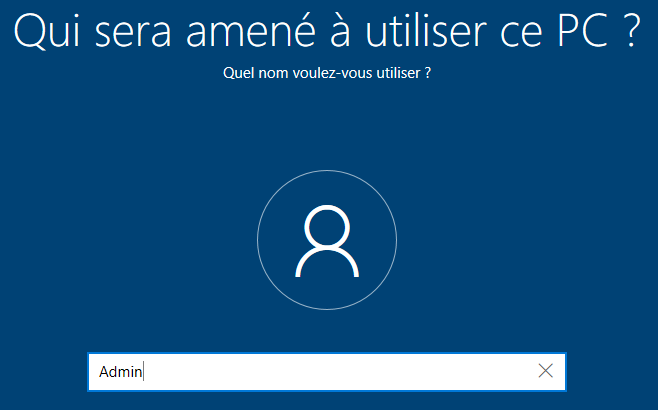 Qui sera amené à utiliser ce PC ?
Quel nom voulez-vous utiliser ?
Admin